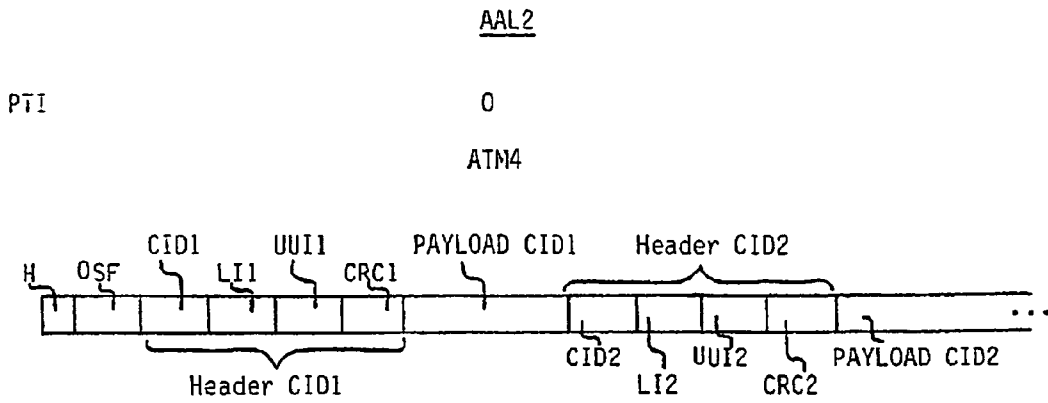 AAL2
PTI 0
ATM4
H OSF CID1 LI1 UUI1 CRC1 PAYLOAD CID1 Header CID2
...
Header CID1 CID2 LI2 UUI2 CRC2 PAYLOAD CID2